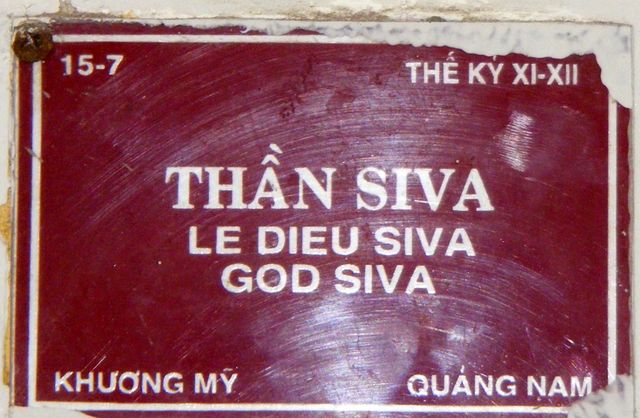 15-7 THẾ KỶ XI-XII
THẦN SIVA
LE DIEU SIVA
GOD SIVA
KHƯƠNG MỸ QUẢNG NAM